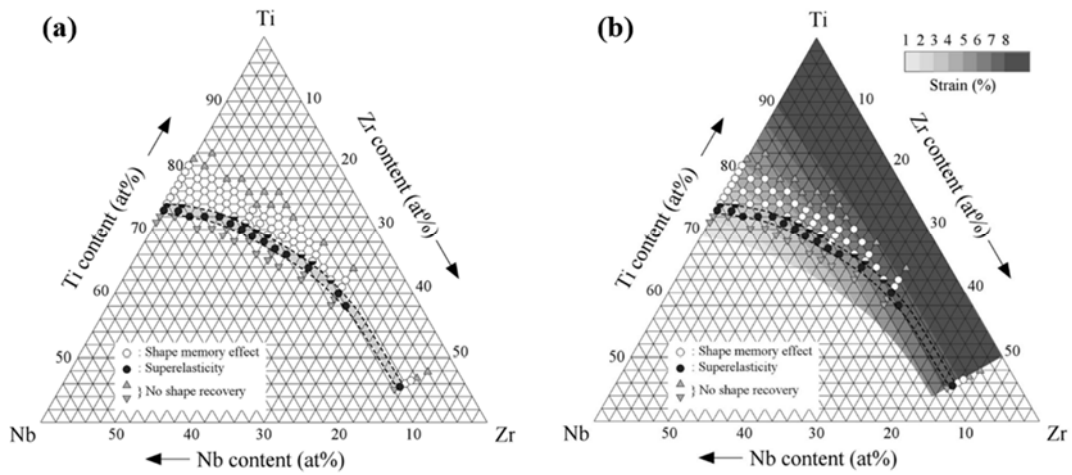 (a)
Ti
90
10
80
20
70
30
60
40
50
50
Ti content (at%)
Zr content (at%)
: Shape memory effect
: Superelasticity
} No shape recovery
Nb
50
40
30
20
10
Zr
Nb content (at%)
(b)
Ti
1 2 3 4 5 6 7 8
Strain (%)
90
10
80
20
70
30
60
40
50
50
Ti content (at%)
Zr content (at%)
: Shape memory effect
: Superelasticity
} No shape recovery
Nb
50
40
30
20
10
Zr
Nb content (at%)